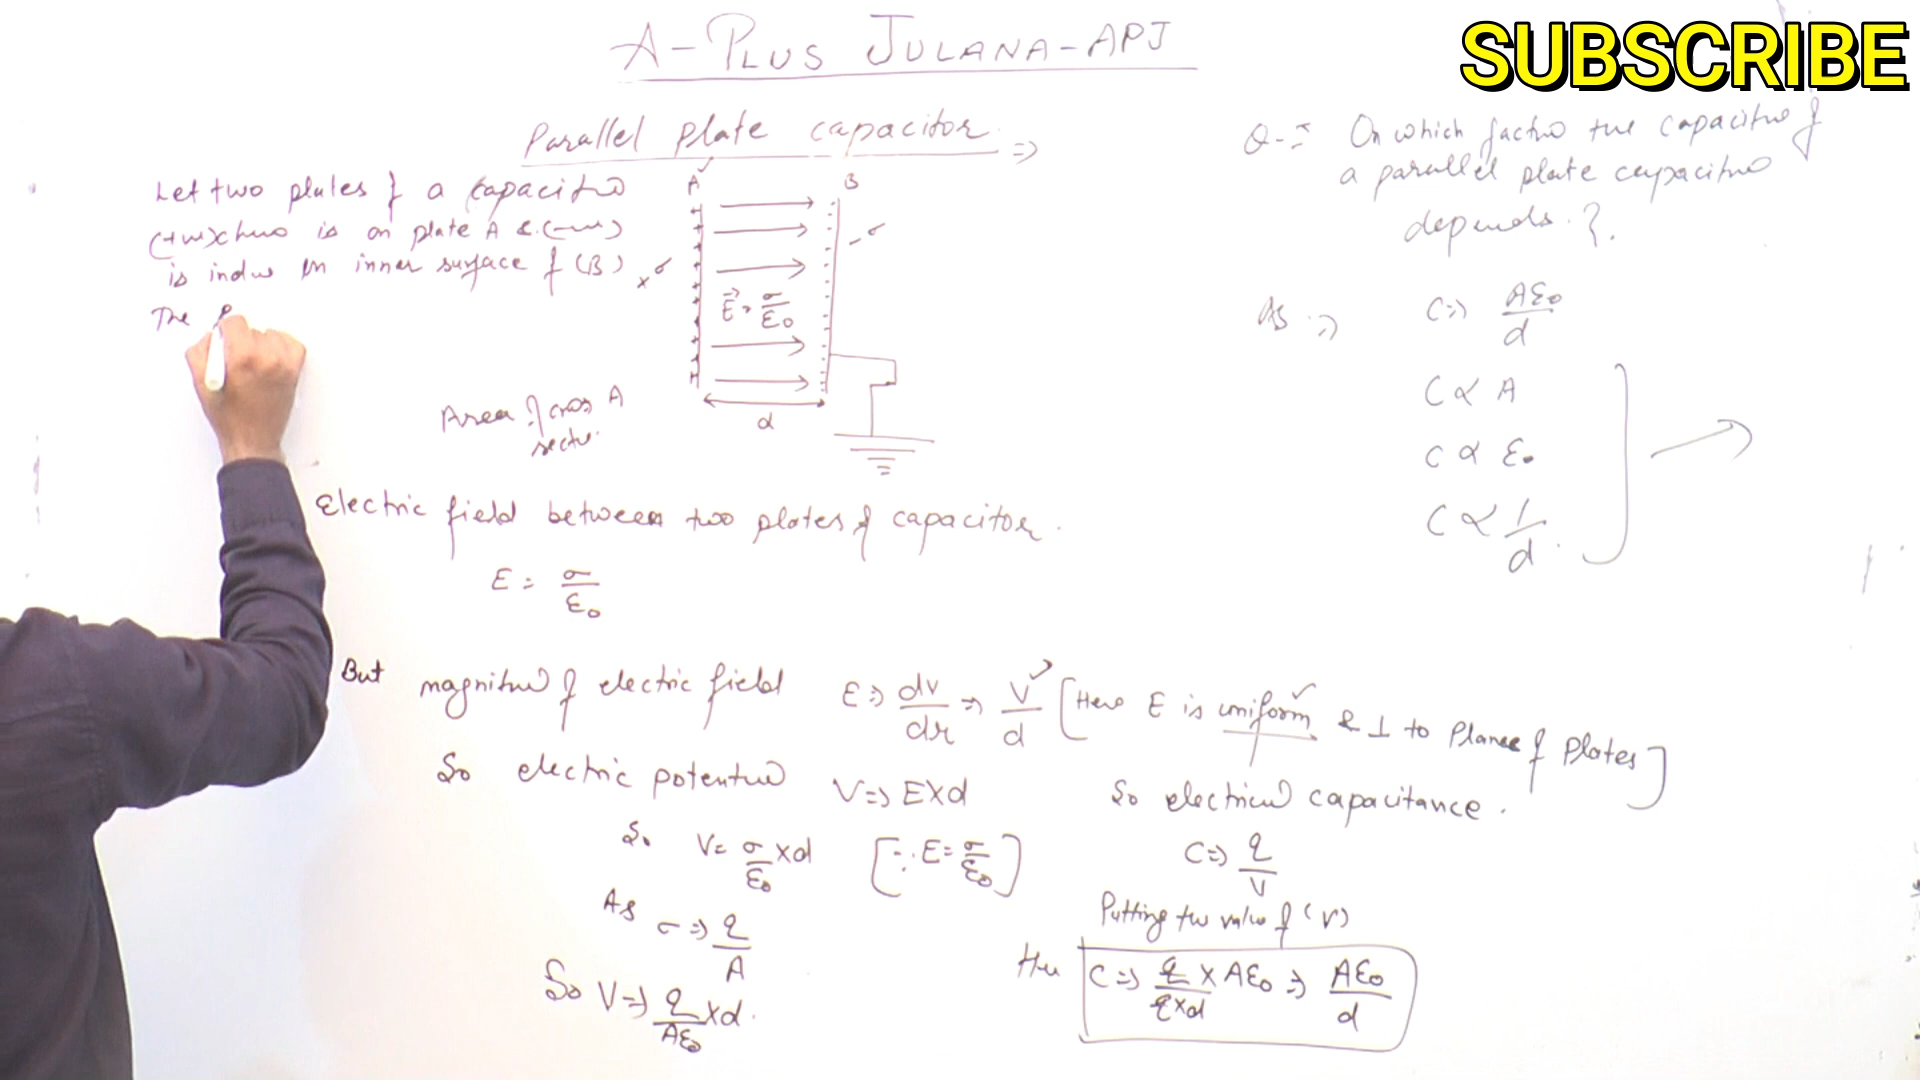 A-PLUS JULANA-APJ
SUBSCRIBE
Parallel plate capacitor =>
Let two plates of a capacitor
(+ve) charge is on plate A & (-ve)
is induce on inner surface of (B)
The
A
B
+σ
-σ
E = σ/ε0
d
Area of cross A
section
Electric field between two plates of capacitor.
E = σ/ε0
But magnitude of electric field E => dv/dr => V/d [Here E is uniform & ⊥ to plane of plates]
So electric potential V => E×d
So V = σ/ε0 ×d [∵ E = σ/ε0]
As σ => q/A
So V => q/Aε0 ×d.
So electrical capacitance.
C => q/V
Putting the value of (V)
C => q/q×d × Aε0 => Aε0/d
Q-I On which factor the capacitance of
a parallel plate capacitor
depends ?.
As => C => Aε0/d
C ∝ A
C ∝ ε0
C ∝ 1/d.